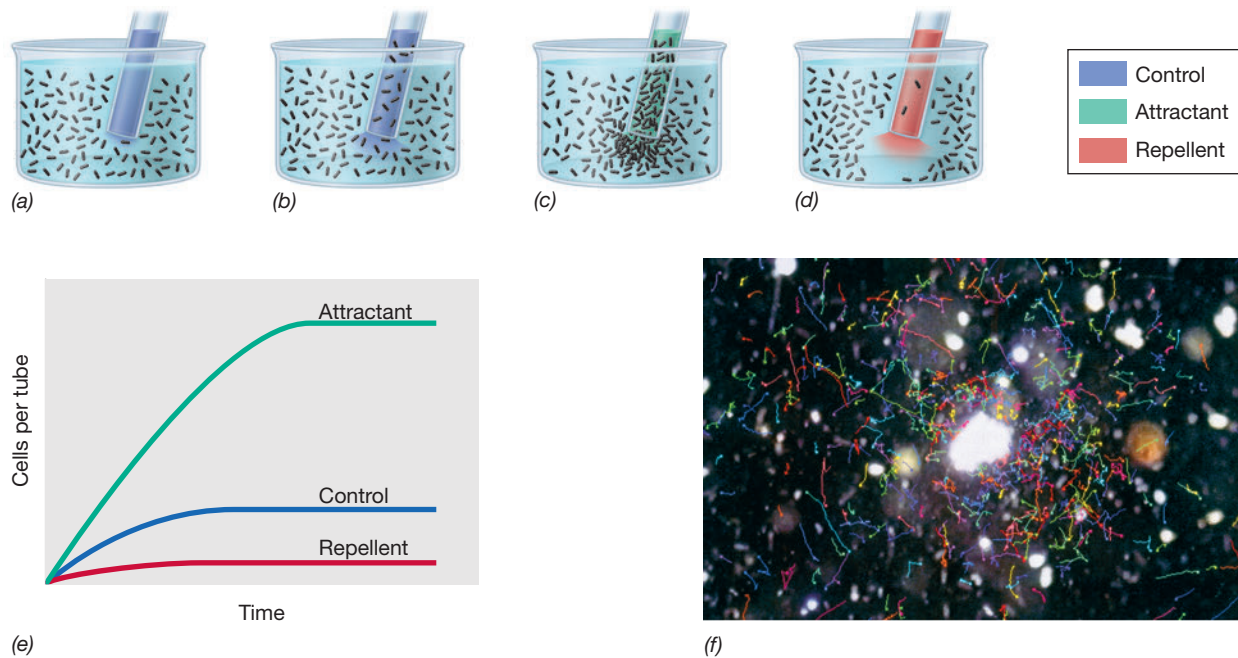 (a)
(b)
(c)
(d)
Control
Attractant
Repellent
Cells per tube
Attractant
Control
Repellent
Time
(e)
(f)